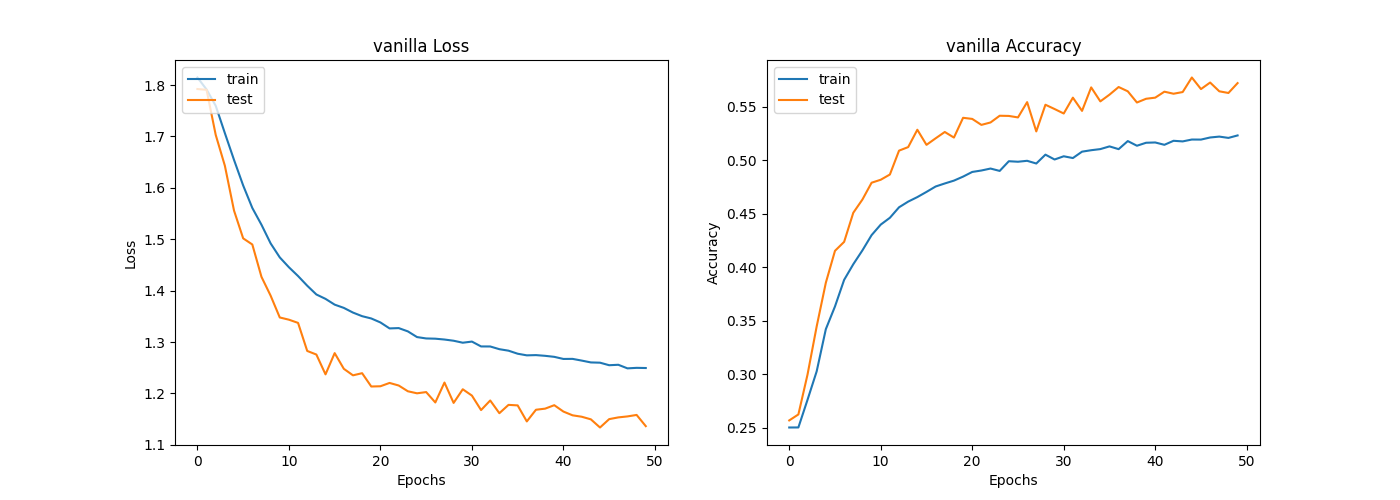 vanilla Loss
train
test
1.8
1.7
1.6
1.5
1.4
1.3
1.2
1.1
Loss
0 10 20 30 40 50
Epochs
vanilla Accuracy
train
test
0.55
0.50
0.45
0.40
0.35
0.30
0.25
Accuracy
0 10 20 30 40 50
Epochs